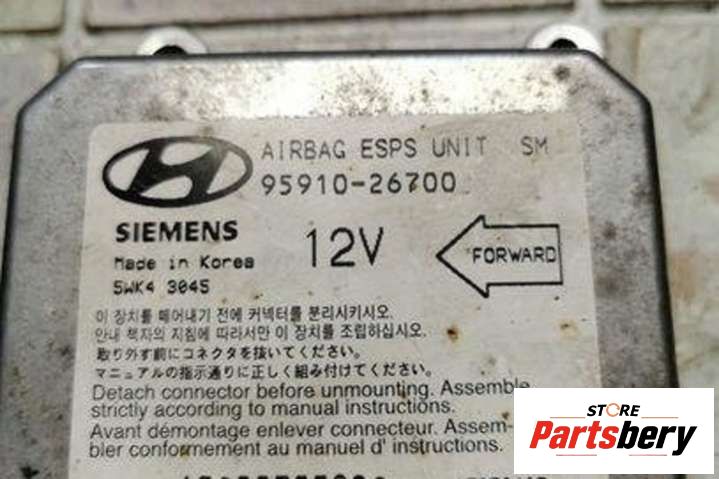 AIRBAG ESPS UNIT SM
95910-26700
SIEMENS
12V
FORWARD
Made in Korea
5WK4 3045
이 장치를 떼어내기 전에 커넥터를 분리시키시오.
안내 책자의 지침에 따라서만 이 장치를 조립하십시오.
取り外す前にコネクタを抜いてください。
マニュアルの指示通りに正しく組み付けてください。
Detach connector before unmounting. Assemble
strictly according to manual instructions.
Avant démontage enlever connecteur. Assem-
bler conformement au manuel d' instructions.
STORE
Partsbery